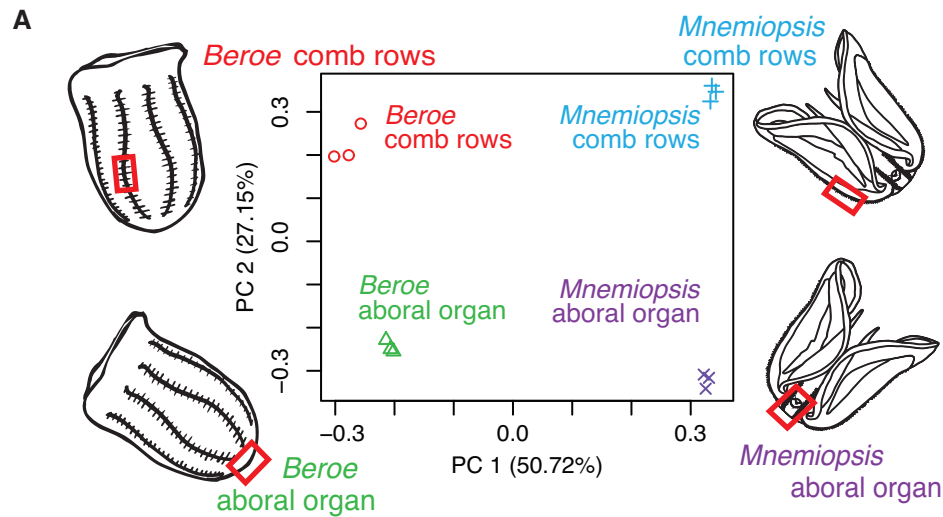 A
Beroe comb rows
Mnemiopsis
comb rows
Beroe
comb rows
Mnemiopsis
comb rows
Beroe
aboral organ
Mnemiopsis
aboral organ
PC 2 (27.15%)
0.3
0.0
−0.3
−0.3
0.0
0.3
PC 1 (50.72%)
Beroe
aboral organ
Mnemiopsis
aboral organ